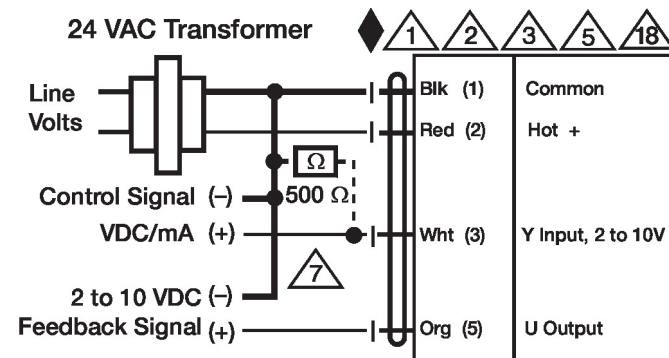 24 VAC Transformer
1 2 3 5 18
Line
Volts
Blk (1) Common
Red (2) Hot +
Ω
500 Ω
Control Signal (–)
VDC/mA (+)
Wht (3) Y Input, 2 to 10V
7
2 to 10 VDC (–)
Feedback Signal (+)
Org (5) U Output